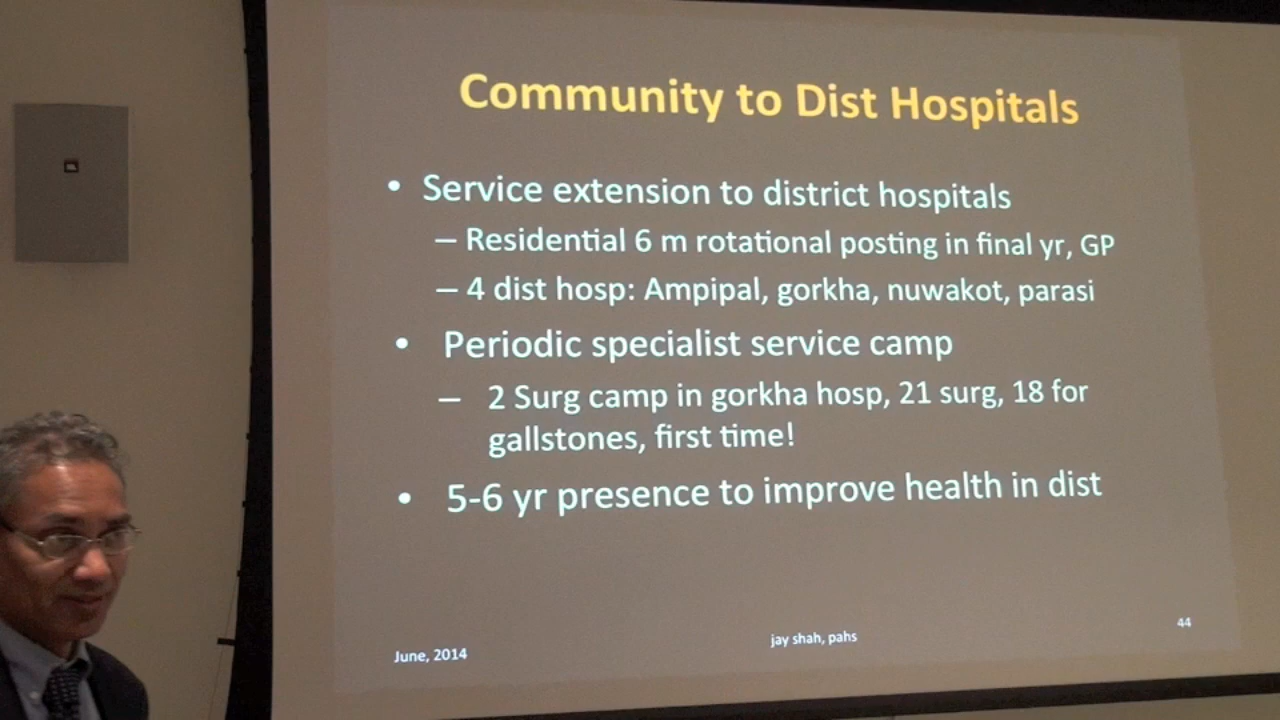 Community to Dist Hospitals
• Service extension to district hospitals
– Residential 6 m rotational posting in final yr, GP
– 4 dist hosp: Ampipal, gorkha, nuwakot, parasi
• Periodic specialist service camp
– 2 Surg camp in gorkha hosp, 21 surg, 18 for
gallstones, first time!
• 5-6 yr presence to improve health in dist
June, 2014
jay shah, pahs
44